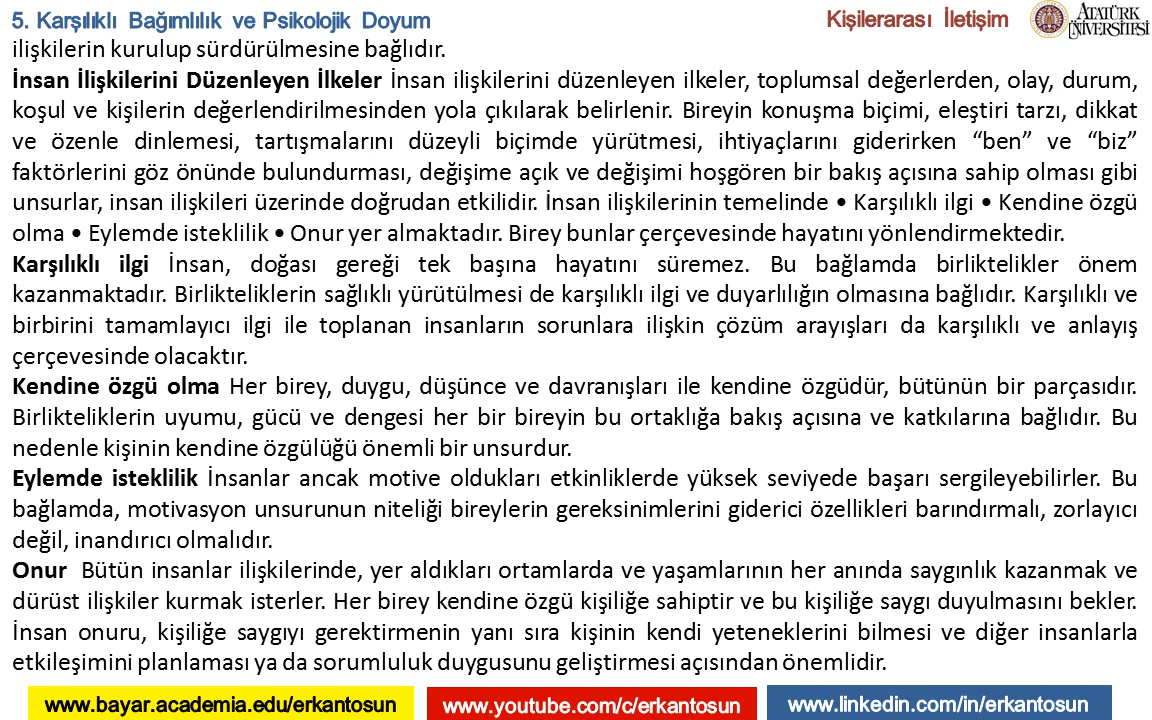 5. Karşılıklı Bağımlılık ve Psikolojik Doyum
Kişilerarası İletişim
ATATÜRK
ÜNİVERSİTESİ
ilişkilerin kurulup sürdürülmesine bağlıdır.
İnsan İlişkilerini Düzenleyen İlkeler İnsan ilişkilerini düzenleyen ilkeler, toplumsal değerlerden, olay, durum,
koşul ve kişilerin değerlendirilmesinden yola çıkılarak belirlenir. Bireyin konuşma biçimi, eleştiri tarzı, dikkat
ve özenle dinlemesi, tartışmalarını düzeyli biçimde yürütmesi, ihtiyaçlarını giderirken “ben” ve “biz”
faktörlerini göz önünde bulundurması, değişime açık ve değişimi hoşgören bir bakış açısına sahip olması gibi
unsurlar, insan ilişkileri üzerinde doğrudan etkilidir. İnsan ilişkilerinin temelinde • Karşılıklı ilgi • Kendine özgü
olma • Eylemde isteklilik • Onur yer almaktadır. Birey bunlar çerçevesinde hayatını yönlendirmektedir.
Karşılıklı ilgi İnsan, doğası gereği tek başına hayatını süremez. Bu bağlamda birliktelikler önem
kazanmaktadır. Birlikteliklerin sağlıklı yürütülmesi de karşılıklı ilgi ve duyarlılığın olmasına bağlıdır. Karşılıklı ve
birbirini tamamlayıcı ilgi ile toplanan insanların sorunlara ilişkin çözüm arayışları da karşılıklı ve anlayış
çerçevesinde olacaktır.
Kendine özgü olma Her birey, duygu, düşünce ve davranışları ile kendine özgüdür, bütünün bir parçasıdır.
Birlikteliklerin uyumu, gücü ve dengesi her bir bireyin bu ortaklığa bakış açısına ve katkılarına bağlıdır. Bu
nedenle kişinin kendine özgülüğü önemli bir unsurdur.
Eylemde isteklilik İnsanlar ancak motive oldukları etkinliklerde yüksek seviyede başarı sergileyebilirler. Bu
bağlamda, motivasyon unsurunun niteliği bireylerin gereksinimlerini giderici özellikleri barındırmalı, zorlayıcı
değil, inandırıcı olmalıdır.
Onur Bütün insanlar ilişkilerinde, yer aldıkları ortamlarda ve yaşamlarının her anında saygınlık kazanmak ve
dürüst ilişkiler kurmak isterler. Her birey kendine özgü kişiliğe sahiptir ve bu kişiliğe saygı duyulmasını bekler.
İnsan onuru, kişiliğe saygıyı gerektirmenin yanı sıra kişinin kendi yeteneklerini bilmesi ve diğer insanlarla
etkileşimini planlaması ya da sorumluluk duygusunu geliştirmesi açısından önemlidir.
www.bayar.academia.edu/erkantosun
www.youtube.com/c/erkantosun
www.linkedin.com/in/erkantosun